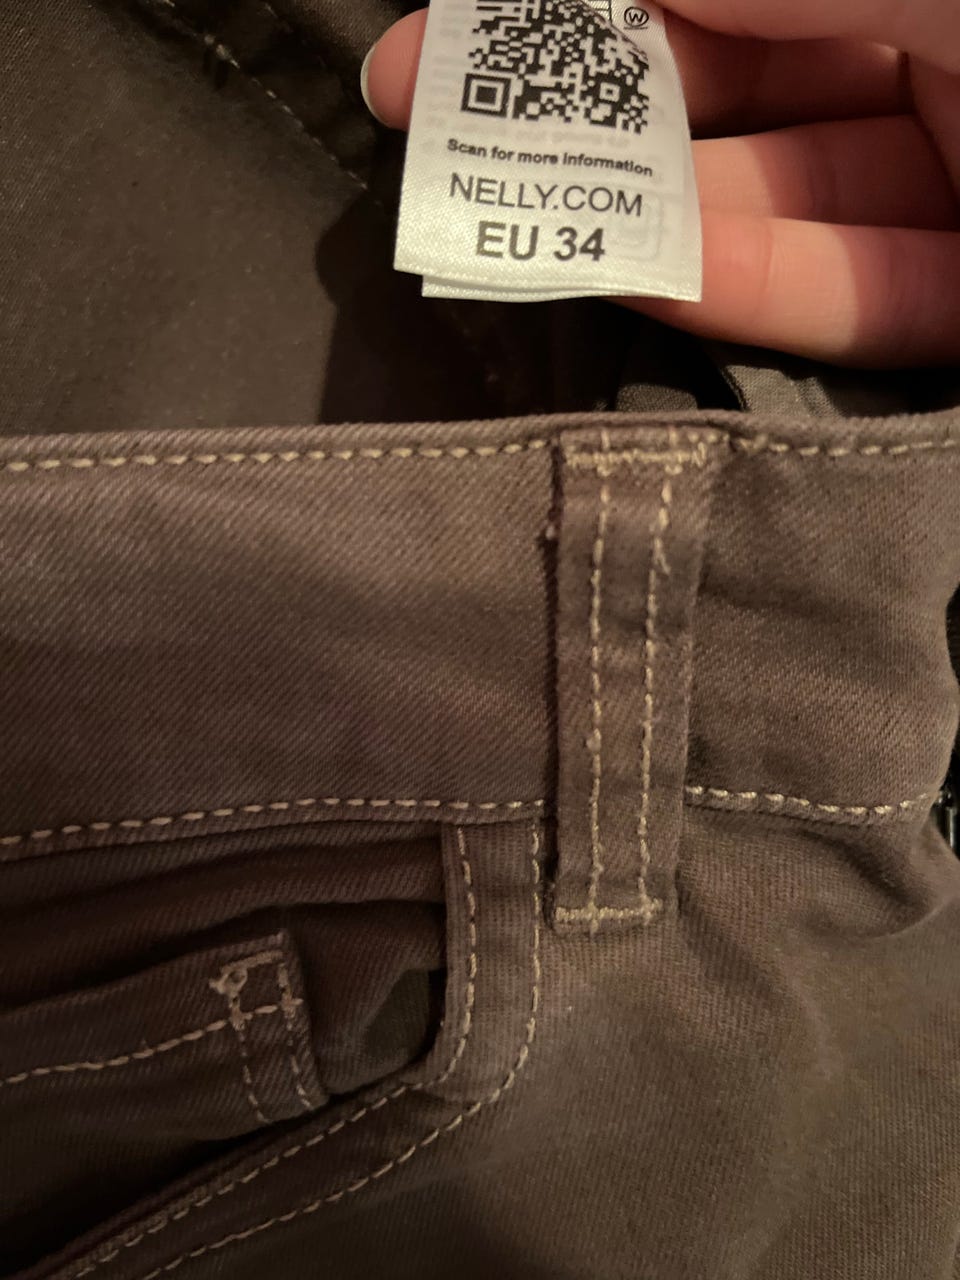 W
Scan for more information
NELLY.COM
EU 34